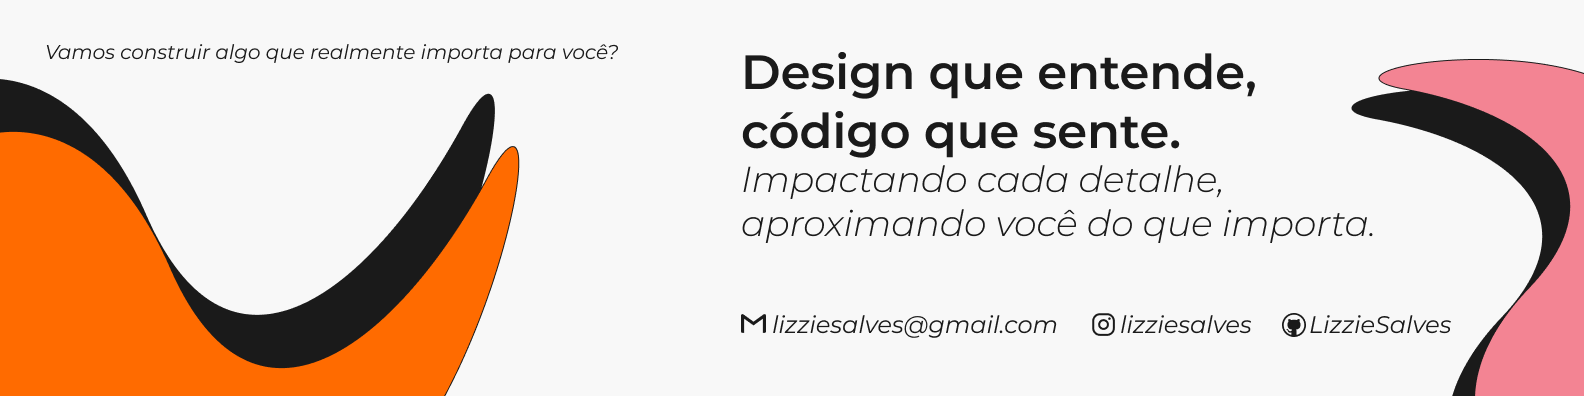 Vamos construir algo que realmente importa para você?
Design que entende,
código que sente.
Impactando cada detalhe,
aproximando você do que importa.
lizziesalves@gmail.com lizziesalves LizzieSalves